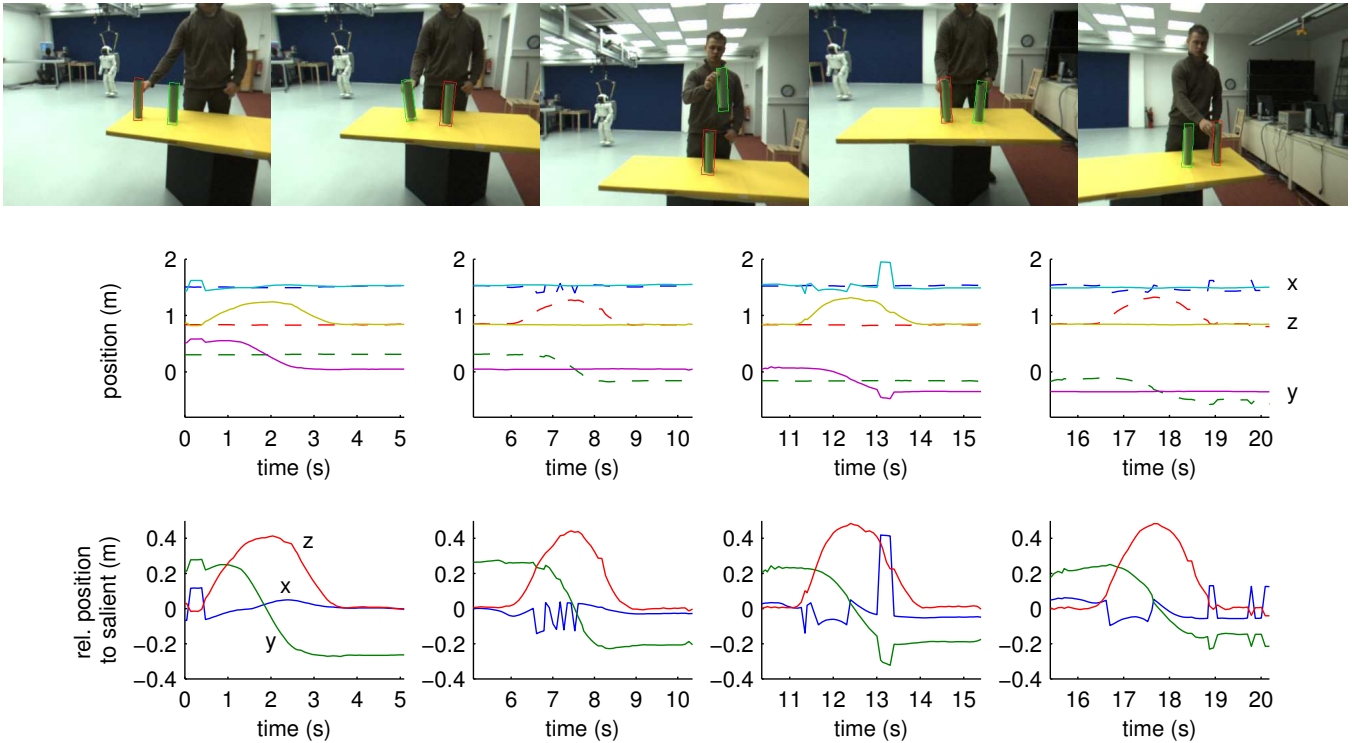 position (m)
2
1
0
0 1 2 3 4 5
time (s)
2
1
0
6 7 8 9 10
time (s)
2
1
0
11 12 13 14 15
time (s)
2
1
0
16 17 18 19 20
time (s)
x
z
y
rel. position
to salient (m)
0.4
0.2
0
−0.2
−0.4
z
x
y
0 1 2 3 4 5
time (s)
0.4
0.2
0
−0.2
−0.4
6 7 8 9 10
time (s)
0.4
0.2
0
−0.2
−0.4
11 12 13 14 15
time (s)
0.4
0.2
0
−0.2
−0.4
16 17 18 19 20
time (s)